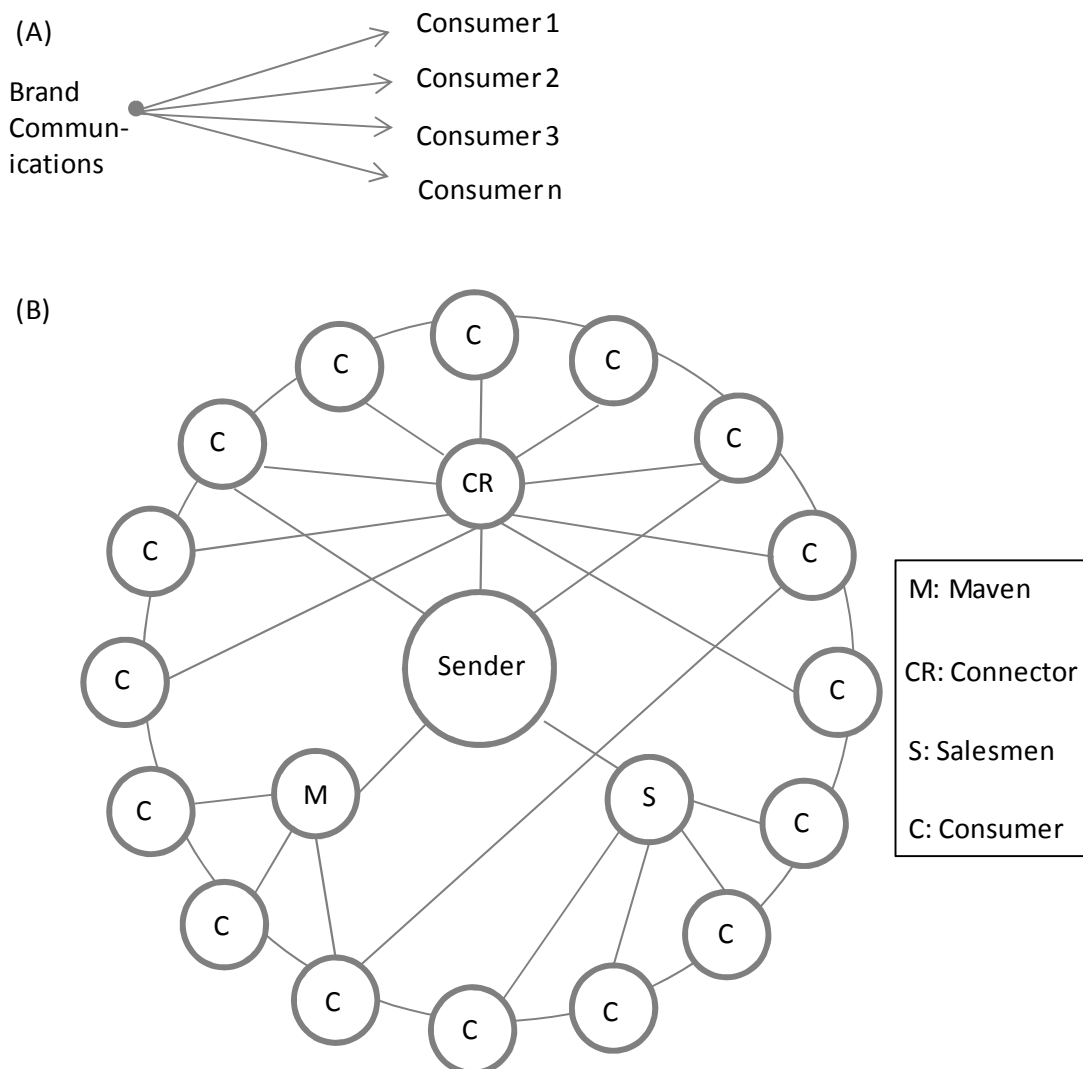 (A)
Consumer 1
Consumer 2
Brand
Commun-
ications
Consumer 3
Consumer n
(B)
C
C
C
C
C
CR
C
C
M: Maven
CR: Connector
S: Salesmen
C: Consumer
Sender
C
C
M
S
C
C
C
C
C
C
C